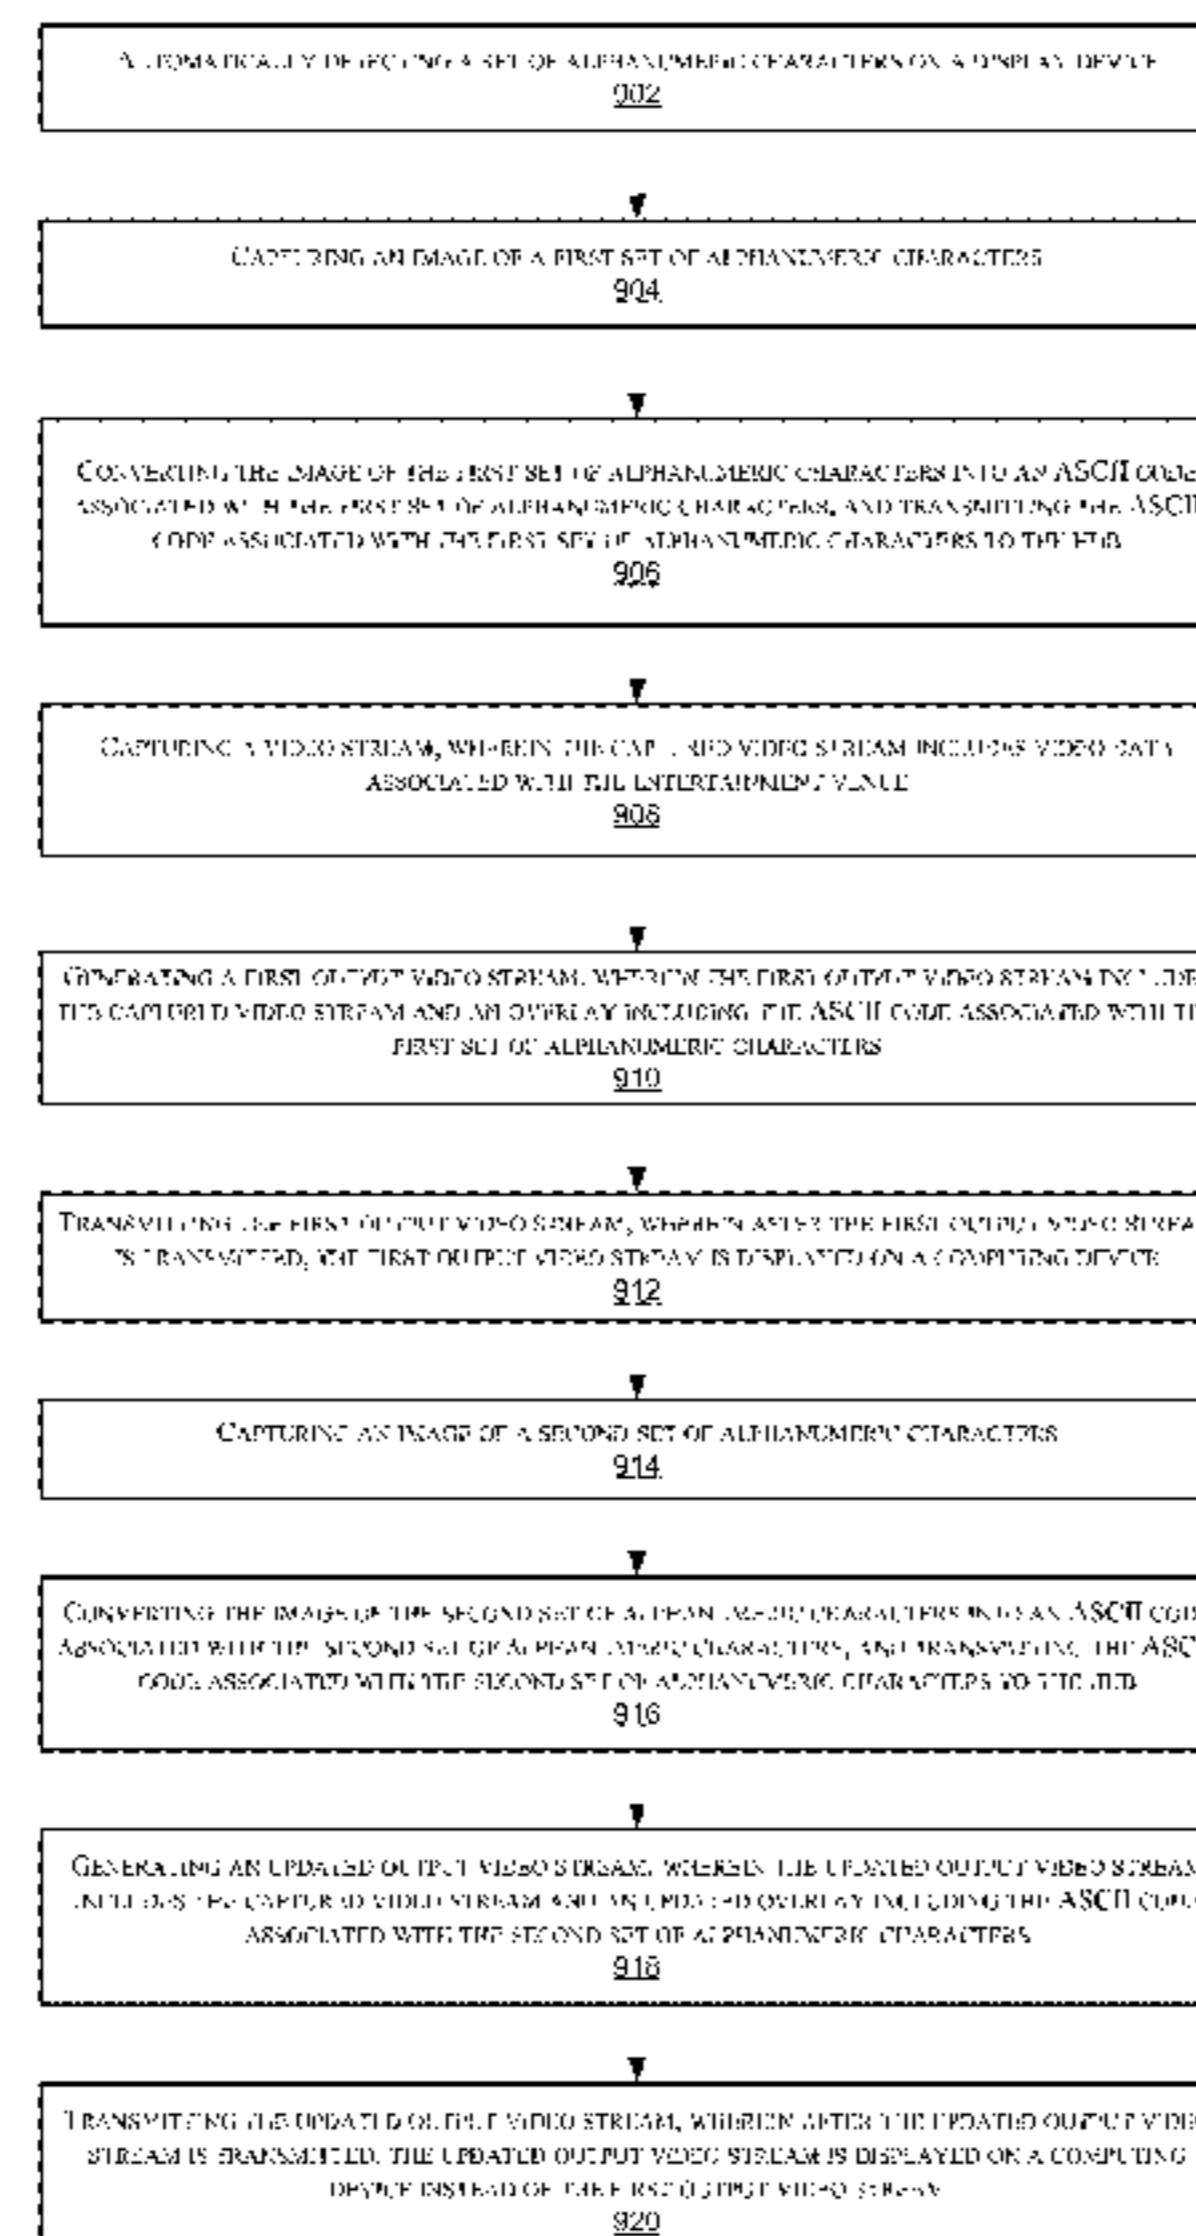 AUTOMATICALLY DETECTING A SET OF ALPHANUMERIC CHARACTERS ON A DISPLAY DEVICE
902
CAPTURING AN IMAGE OF A FIRST SET OF ALPHANUMERIC CHARACTERS
904
CONVERTING THE IMAGE OF THE FIRST SET OF ALPHANUMERIC CHARACTERS INTO AN ASCII CODE
ASSOCIATED WITH THE FIRST SET OF ALPHANUMERIC CHARACTERS, AND TRANSMITTING THE ASCII
CODE ASSOCIATED WITH THE FIRST SET OF ALPHANUMERIC CHARACTERS TO THE HUB
906
CAPTURING A VIDEO STREAM, WHEREIN THE CAPTURED VIDEO STREAM INCLUDES VIDEO DATA
ASSOCIATED WITH THE ENTERTAINMENT VENUE
908
GENERATING A FIRST OUTPUT VIDEO STREAM, WHEREIN THE FIRST OUTPUT VIDEO STREAM INCLUDE
THE CAPTURED VIDEO STREAM AND AN OVERLAY INCLUDING THE ASCII CODE ASSOCIATED WITH TH
FIRST SET OF ALPHANUMERIC CHARACTERS
910
TRANSMITTING THE FIRST OUTPUT VIDEO STREAM, WHEREIN AFTER THE FIRST OUTPUT VIDEO STREA
IS TRANSMITTED, THE FIRST OUTPUT VIDEO STREAM IS DISPLAYED ON A COMPUTING DEVICE
912
CAPTURING AN IMAGE OF A SECOND SET OF ALPHANUMERIC CHARACTERS
914
CONVERTING THE IMAGE OF THE SECOND SET OF ALPHANUMERIC CHARACTERS INTO AN ASCII COD
ASSOCIATED WITH THE SECOND SET OF ALPHANUMERIC CHARACTERS, AND TRANSMITTING THE ASC
CODE ASSOCIATED WITH THE SECOND SET OF ALPHANUMERIC CHARACTERS TO THE HUB
916
GENERATING AN UPDATED OUTPUT VIDEO STREAM, WHEREIN THE UPDATED OUTPUT VIDEO STREAM
INCLUDES THE CAPTURED VIDEO STREAM AND AN UPDATED OVERLAY INCLUDING THE ASCII CODE
ASSOCIATED WITH THE SECOND SET OF ALPHANUMERIC CHARACTERS
918
TRANSMITTING THE UPDATED OUTPUT VIDEO STREAM, WHEREIN AFTER THE UPDATED OUTPUT VIDEO
STREAM IS TRANSMITTED, THE UPDATED OUTPUT VIDEO STREAM IS DISPLAYED ON A COMPUTING
DEVICE INSTEAD OF THE FIRST OUTPUT VIDEO STREAM
920